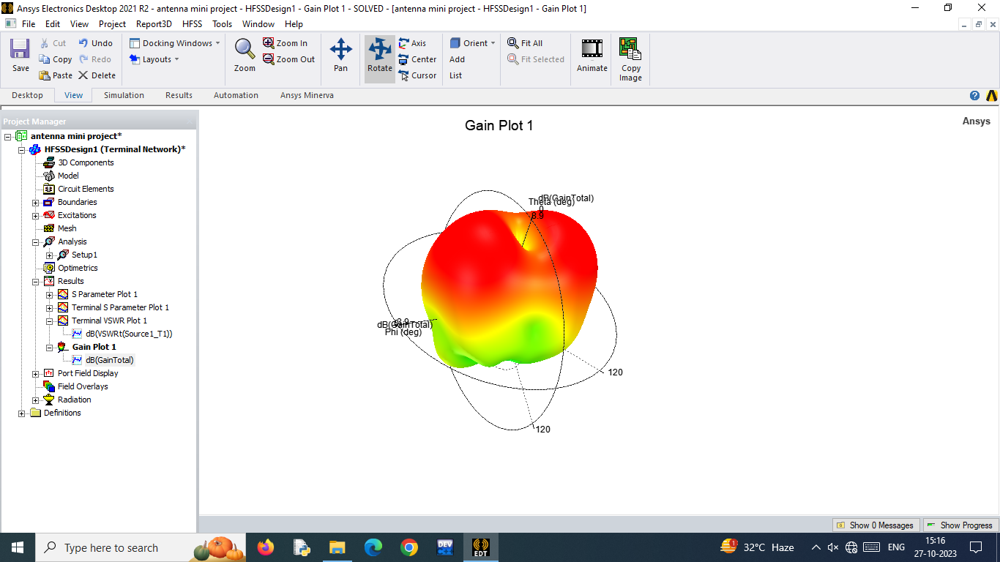 Ansys Electronics Desktop 2021 R2 - antenna mini project - HFSSDesign1 - Gain Plot 1 - SOLVED - [antenna mini project - HFSSDesign1 - Gain Plot 1]
File Edit View Project Report3D HFSS Tools Window Help
Save
Cut
Copy
Paste
Undo
Redo
Delete
Docking Windows
Layouts
Zoom
Zoom In
Zoom Out
Pan
Rotate
Axis
Center
Cursor
Orient
Add
List
Fit All
Fit Selected
Animate
Copy
Image
Desktop View Simulation Results Automation Ansys Minerva
Project Manager
antenna mini project*
HFSSDesign1 (Terminal Network)*
3D Components
Model
Circuit Elements
Boundaries
Excitations
Mesh
Analysis
Setup1
Optimetrics
Results
S Parameter Plot 1
Terminal S Parameter Plot 1
Terminal VSWR Plot 1
dB(VSWRt(Source1_T1))
Gain Plot 1
dB(GainTotal)
Port Field Display
Field Overlays
Radiation
Definitions
Gain Plot 1
Ansys
dB(GainTotal)
Theta (deg)
0
3.9
dB(GainTotal)
Phi (deg)
120
120
Show 0 Messages
Show Progress
Type here to search
DEV
EDT
1
32°C Haze
ENG
15:16
27-10-2023